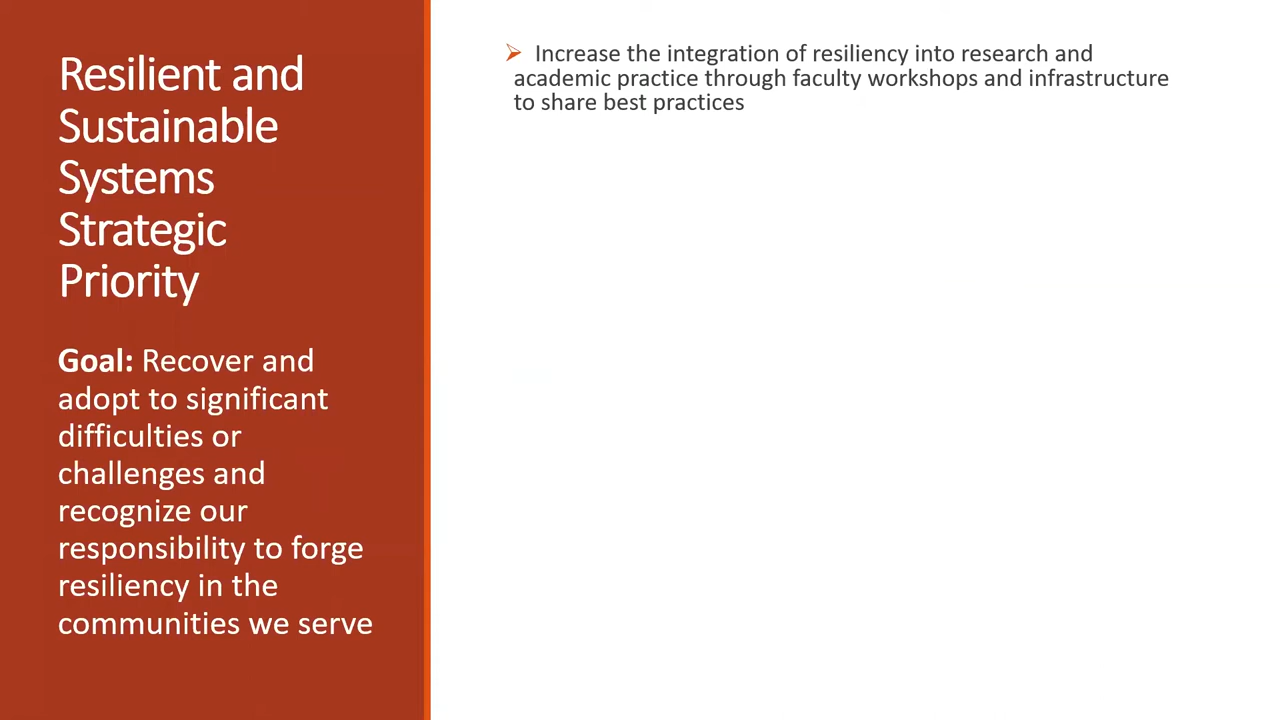 Resilient and
Sustainable
Systems
Strategic
Priority
Goal: Recover and
adopt to significant
difficulties or
challenges and
recognize our
responsibility to forge
resiliency in the
communities we serve
Increase the integration of resiliency into research and
academic practice through faculty workshops and infrastructure
to share best practices